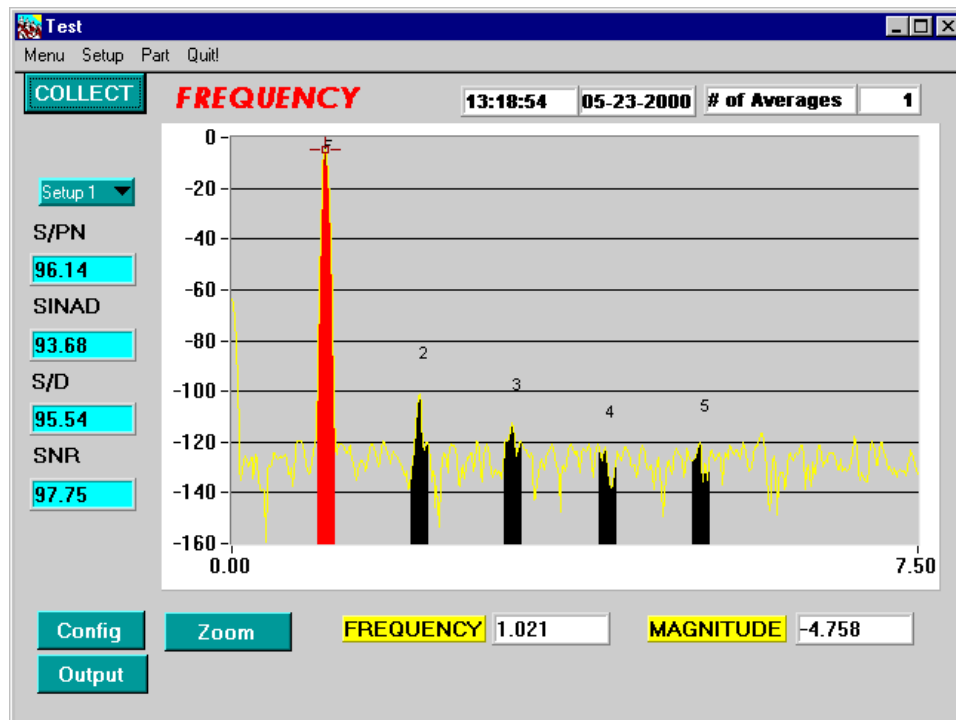 Test
Menu Setup Part Quit!
COLLECT FREQUENCY 13:18:54 05-23-2000 # of Averages 1
Setup 1
S/PN
96.14
SINAD
93.68
S/D
95.54
SNR
97.75
0
-20
-40
-60
-80
-100
-120
-140
-160
F
2
3
4
5
0.00 7.50
Config Zoom FREQUENCY 1.021 MAGNITUDE -4.758
Output